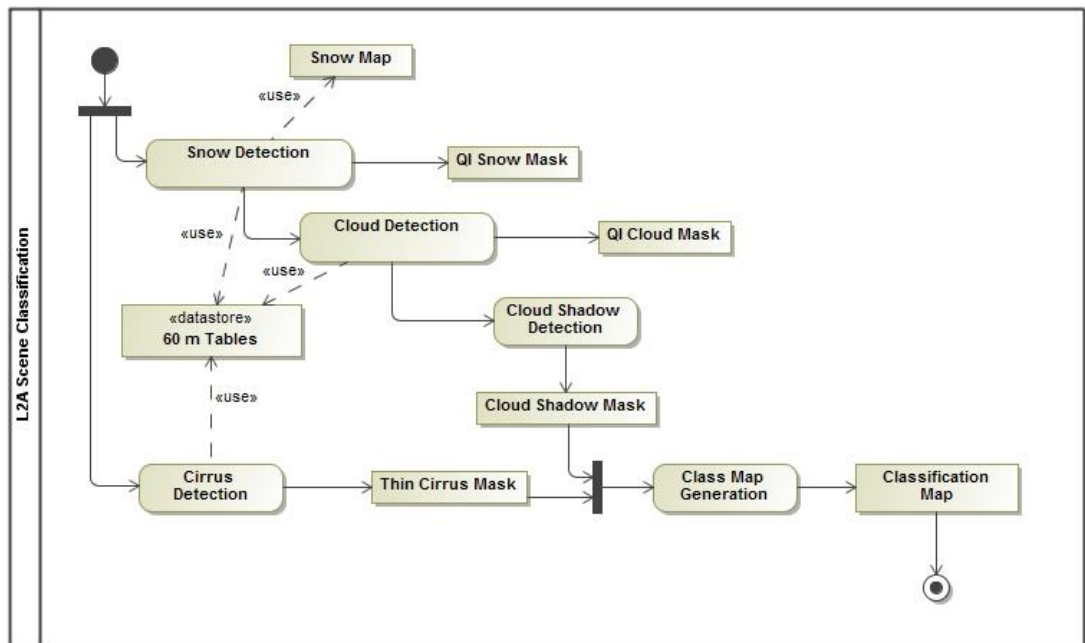 L2A Scene Classification
Snow Map
«use»
Snow Detection
QI Snow Mask
«use»
Cloud Detection
QI Cloud Mask
«use»
«datastore»
60 m Tables
Cloud Shadow
Detection
«use»
Cloud Shadow Mask
Cirrus
Detection
Thin Cirrus Mask
Class Map
Generation
Classification
Map